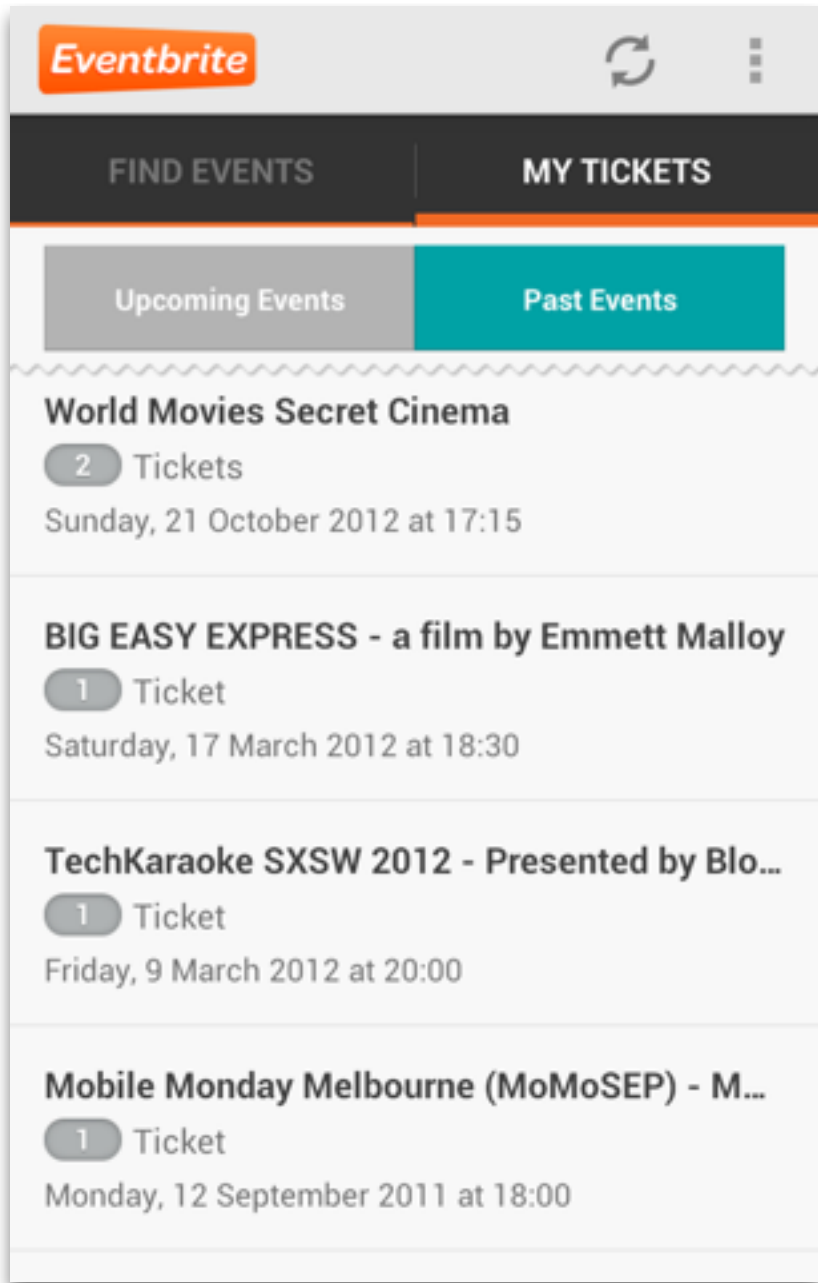 Eventbrite
FIND EVENTS MY TICKETS
Upcoming Events Past Events
World Movies Secret Cinema
2 Tickets
Sunday, 21 October 2012 at 17:15
BIG EASY EXPRESS - a film by Emmett Malloy
1 Ticket
Saturday, 17 March 2012 at 18:30
TechKaraoke SXSW 2012 - Presented by Blo...
1 Ticket
Friday, 9 March 2012 at 20:00
Mobile Monday Melbourne (MoMoSEP) - M...
1 Ticket
Monday, 12 September 2011 at 18:00